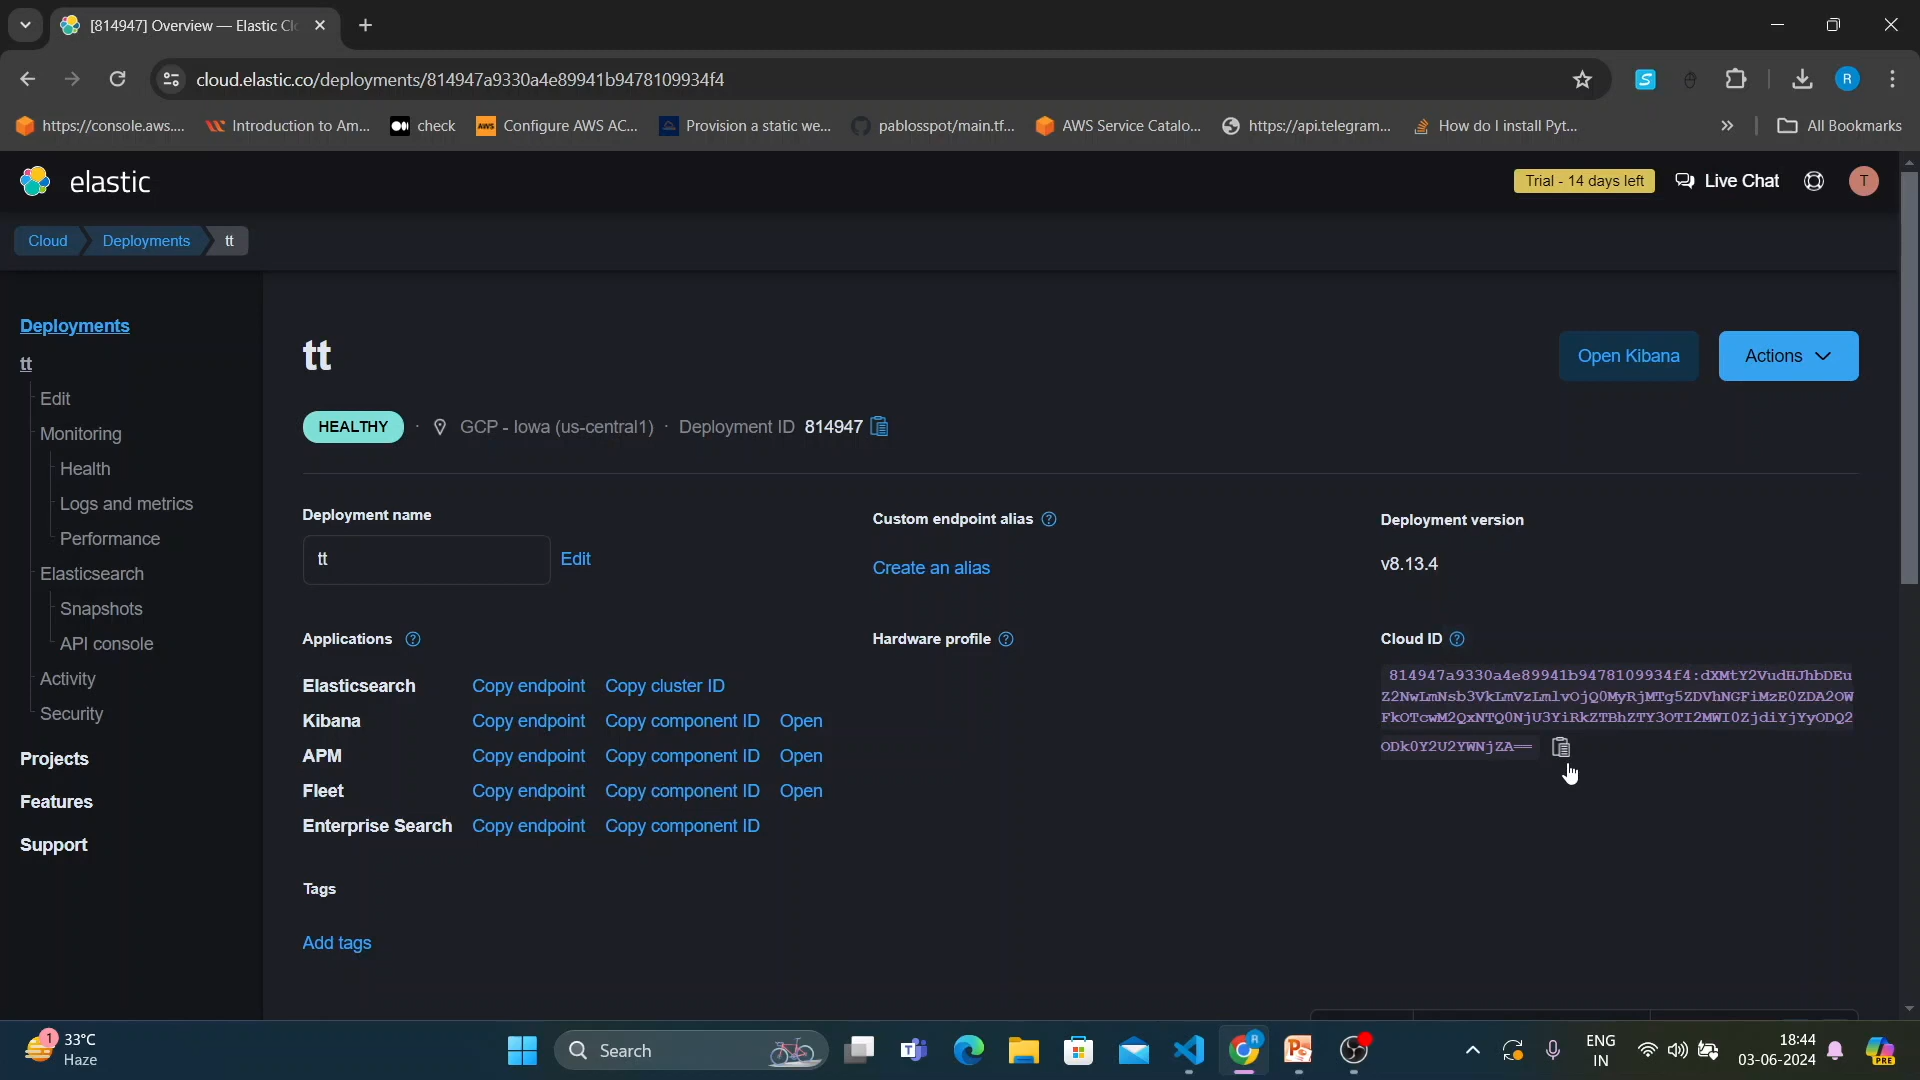 [814947] Overview — Elastic Cl
cloud.elastic.co/deployments/814947a9330a4e89941b9478109934f4
https://console.aws....
Introduction to Am...
check
Configure AWS AC...
Provision a static we...
pablosspot/main.tf...
AWS Service Catalo...
https://api.telegram...
How do I install Pyt...
All Bookmarks
elastic
Trial - 14 days left
Live Chat
T
Cloud
Deployments
tt
Deployments
tt
Edit
Monitoring
Health
Logs and metrics
Performance
Elasticsearch
Snapshots
API console
Activity
Security
Projects
Features
Support
tt
Open Kibana
Actions
HEALTHY · GCP - Iowa (us-central1) · Deployment ID 814947
Deployment name
tt
Edit
Custom endpoint alias
Create an alias
Deployment version
v8.13.4
Applications
Elasticsearch Copy endpoint Copy cluster ID
Kibana Copy endpoint Copy component ID Open
APM Copy endpoint Copy component ID Open
Fleet Copy endpoint Copy component ID Open
Enterprise Search Copy endpoint Copy component ID
Hardware profile
Cloud ID
814947a9330a4e89941b9478109934f4:dXMtY2VudHJhbDEu
Z2NwLmNsb3VkLmVzLmlvOjQ0MyRjMTg5ZDVhNGFiMzE0ZDA2OW
FkOTcwM2QxNTQ0NjU3YiRkZTBhZTY3OTI2MWI0ZjdiYjYyODQ2
ODk0Y2U2YWNjZA==
Tags
Add tags
1
33°C
Haze
Search
ENG
IN
18:44
03-06-2024
PRE